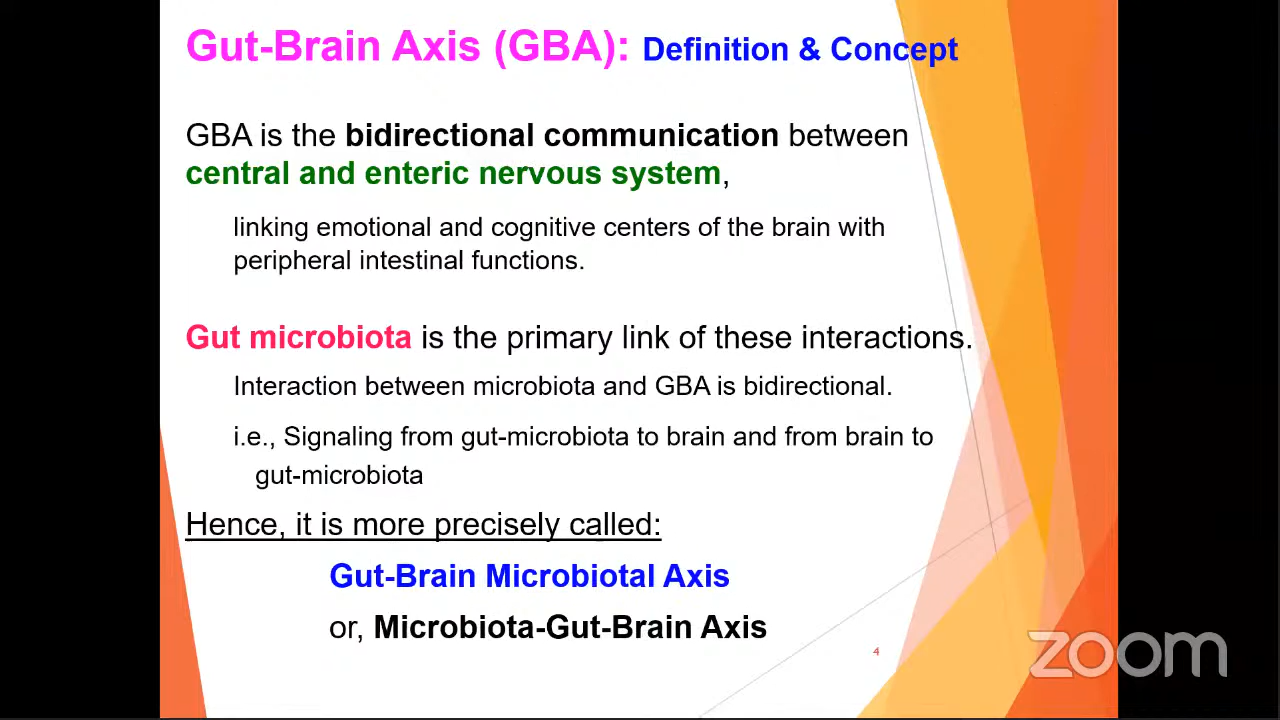 Gut-Brain Axis (GBA): Definition & Concept
GBA is the bidirectional communication between
central and enteric nervous system,
linking emotional and cognitive centers of the brain with
peripheral intestinal functions.
Gut microbiota is the primary link of these interactions.
Interaction between microbiota and GBA is bidirectional.
i.e., Signaling from gut-microbiota to brain and from brain to
gut-microbiota
Hence, it is more precisely called:
Gut-Brain Microbiotal Axis
or, Microbiota-Gut-Brain Axis
4
zoom